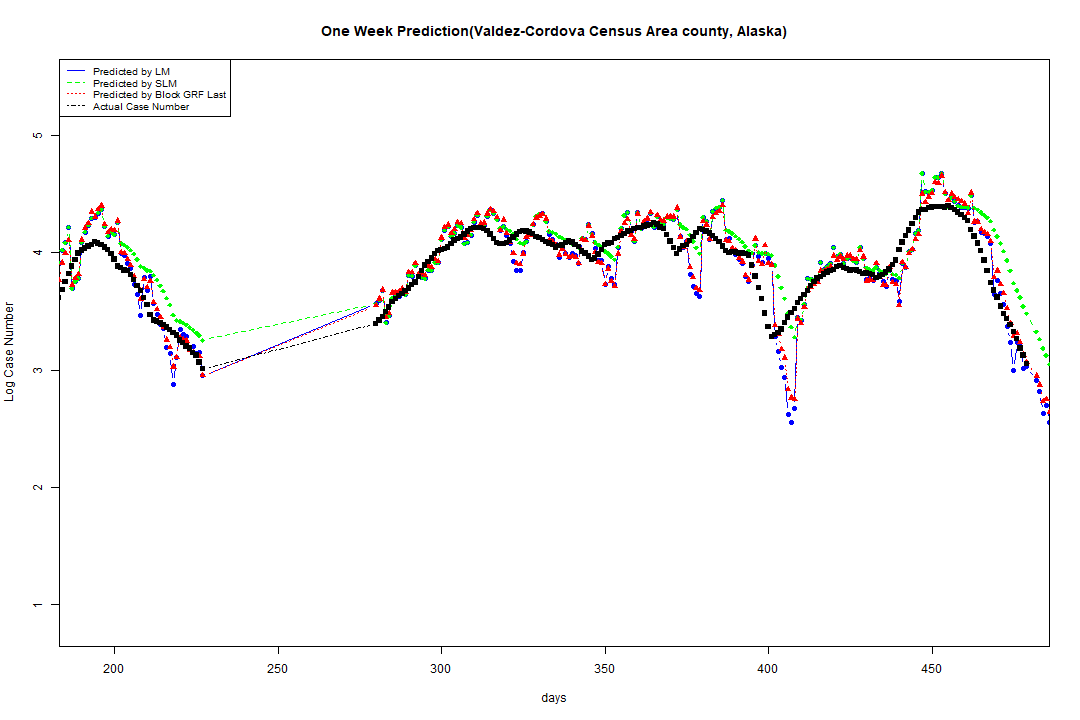 One Week Prediction(Valdez-Cordova Census Area county, Alaska)
Predicted by LM
Predicted by SLM
Predicted by Block GRF Last
Actual Case Number
5
4
3
2
1
Log Case Number
200
250
300
350
400
450
days